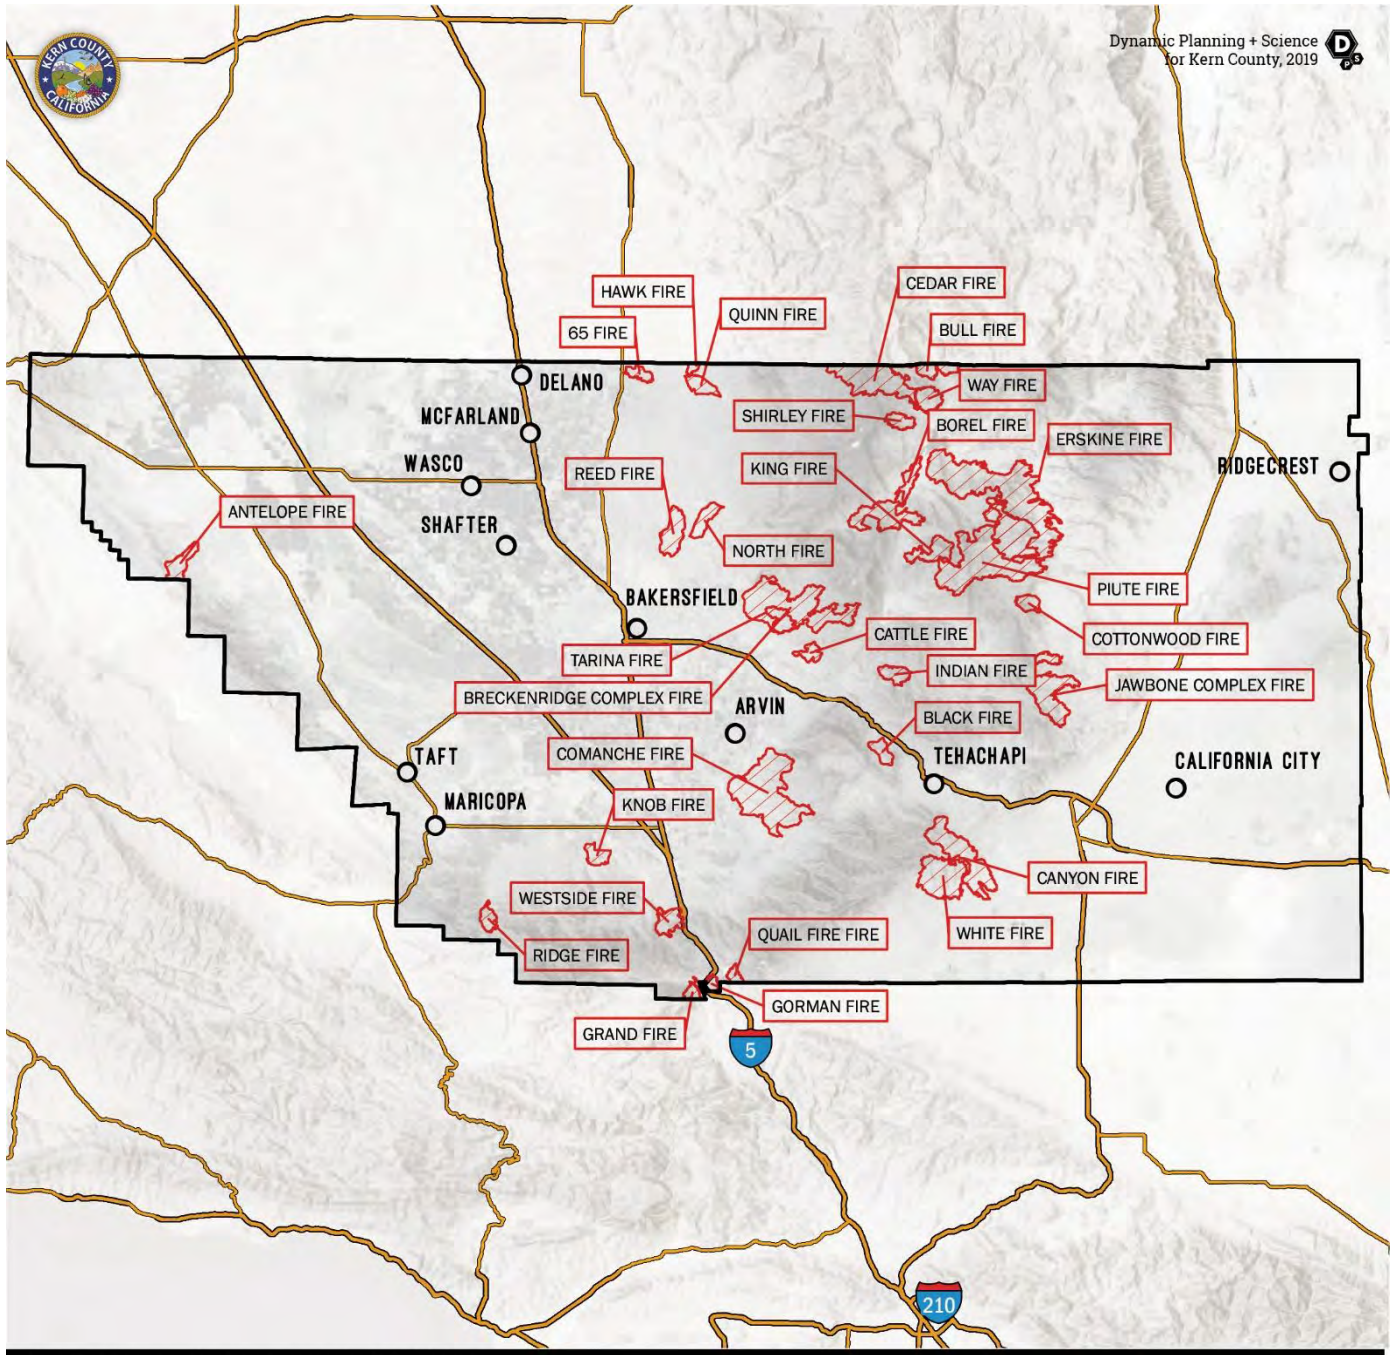 KERN COUNTY
CALIFORNIA
Dynamic Planning + Science
for Kern County, 2019
D
P
S
HAWK FIRE
CEDAR FIRE
QUINN FIRE
65 FIRE
BULL FIRE
DELANO
WAY FIRE
MCFARLAND
SHIRLEY FIRE
BOREL FIRE
ERSKINE FIRE
WASCO
REED FIRE
KING FIRE
RIDGECREST
ANTELOPE FIRE
SHAFTER
NORTH FIRE
PIUTE FIRE
BAKERSFIELD
CATTLE FIRE
COTTONWOOD FIRE
TARINA FIRE
INDIAN FIRE
JAWBONE COMPLEX FIRE
BRECKENRIDGE COMPLEX FIRE
ARVIN
BLACK FIRE
COMANCHE FIRE
TAFT
TEHACHAPI
CALIFORNIA CITY
MARICOPA
KNOB FIRE
CANYON FIRE
WESTSIDE FIRE
QUAIL FIRE FIRE
WHITE FIRE
RIDGE FIRE
GORMAN FIRE
GRAND FIRE
5
210